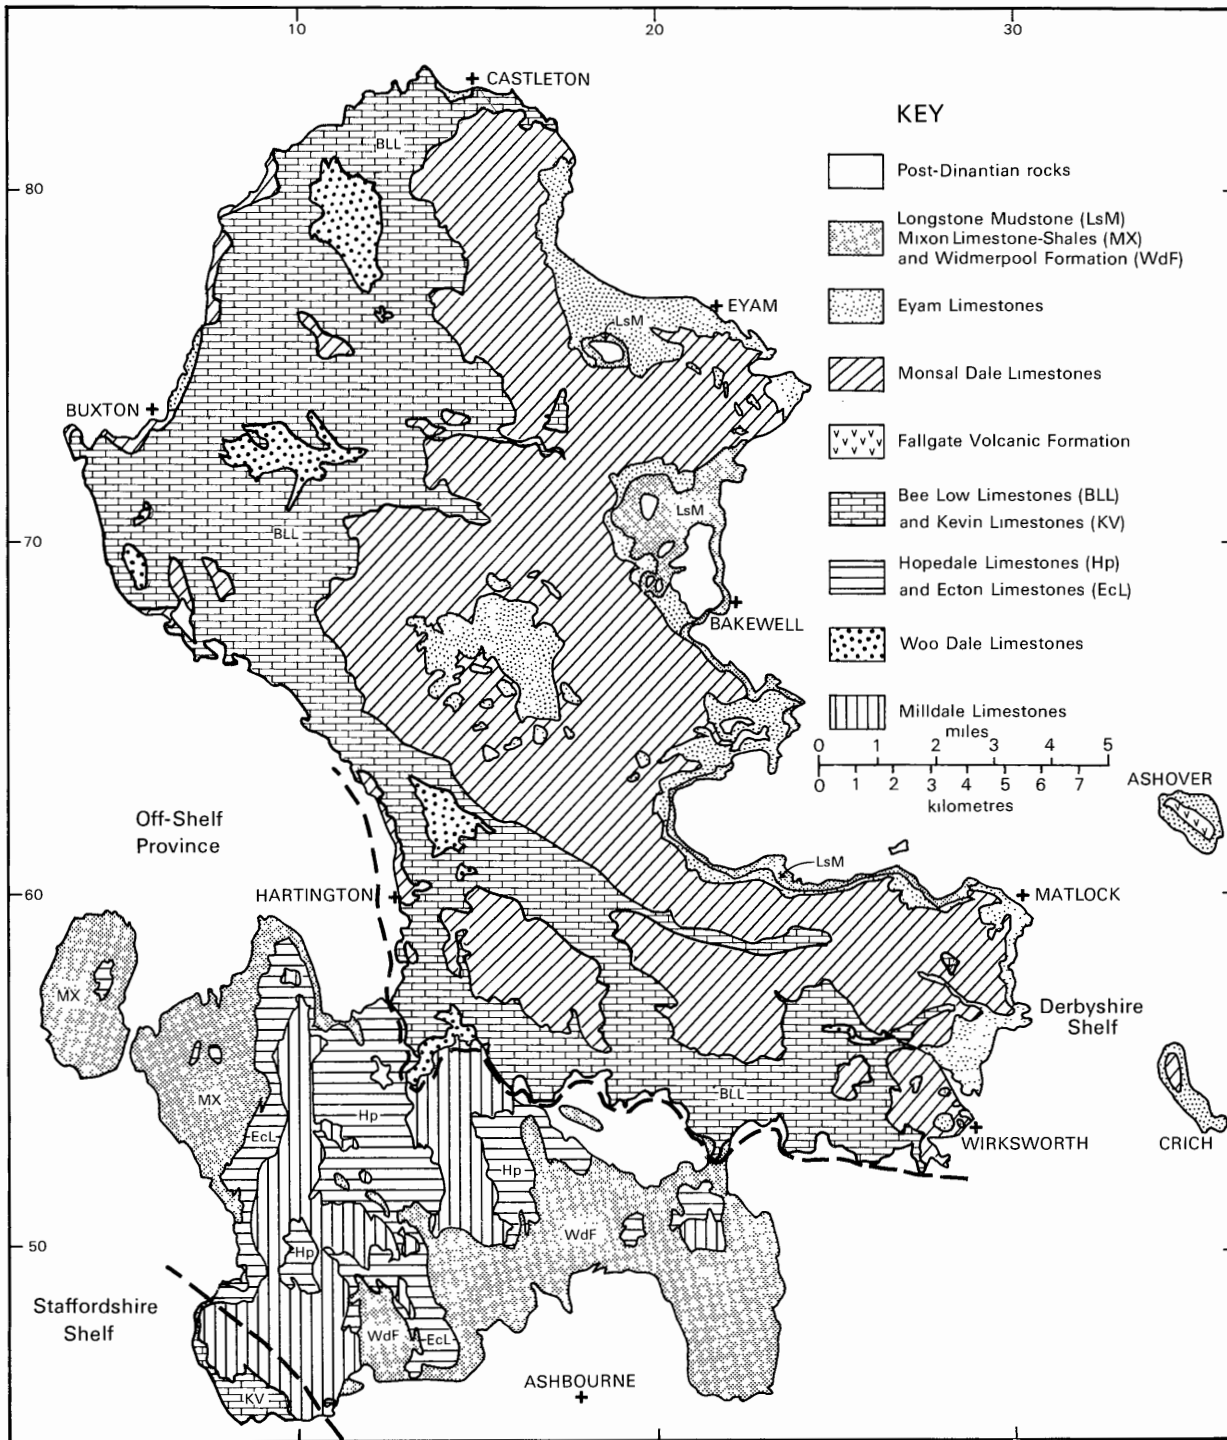 10
20
30
CASTLETON
KEY
BLL
Post-Dinantian rocks
80
Longstone Mudstone (LsM)
Mixon Limestone-Shales (MX)
and Widmerpool Formation (WdF)
EYAM
Eyam Limestones
LsM
Monsal Dale Limestones
BUXTON
Fallgate Volcanic Formation
Bee Low Limestones (BLL)
and Kevin Limestones (KV)
LsM
BLL
70
Hopedale Limestones (Hp)
and Ecton Limestones (EcL)
BAKEWELL
Woo Dale Limestones
Milldale Limestones
miles
0 1 2 3 4 5
0 1 2 3 4 5 6 7
kilometres
ASHOVER
Off-Shelf
Province
LsM
60
HARTINGTON
MATLOCK
MX
Derbyshire
Shelf
MX
Hp
BLL
EcL
WIRKSWORTH
CRICH
Hp
WdF
50
Hp
Staffordshire
Shelf
WdF
EcL
ASHBOURNE
KV